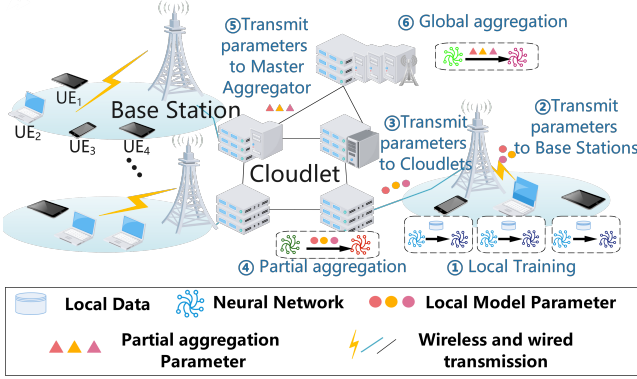 ⑤Transmit
parameters
to Master
Aggregator
⑥ Global aggregation
UE1
UE2
UE3
UE4
Base Station
③Transmit
parameters
to Cloudlets
②Transmit
parameters
to Base Stations
Cloudlet
④ Partial aggregation
① Local Training
Local Data
Neural Network
Local Model Parameter
Partial aggregation
Parameter
Wireless and wired
transmission